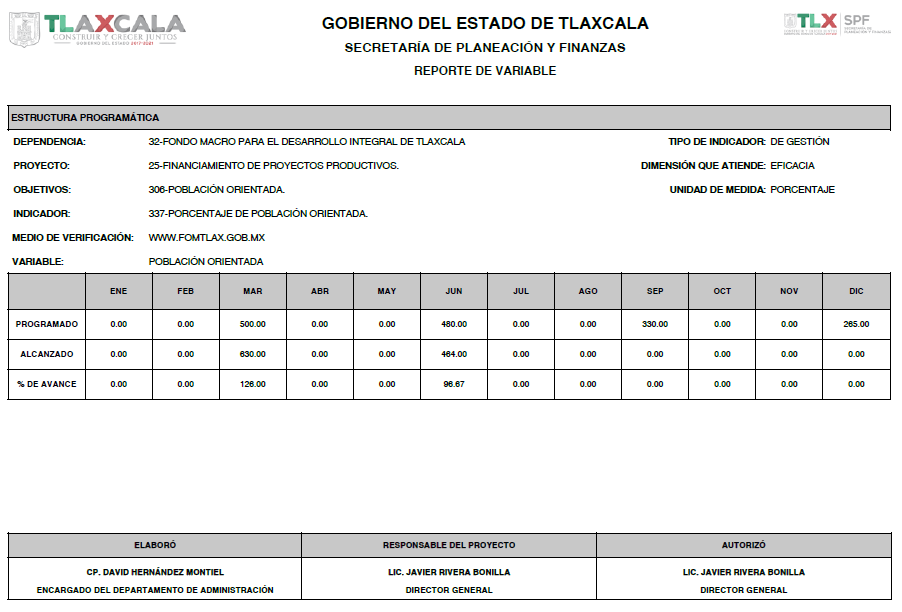 TLAXCALA
CONSTRUIR Y CRECER JUNTOS
GOBIERNO DEL ESTADO 2017-2021
GOBIERNO DEL ESTADO DE TLAXCALA
SECRETARÍA DE PLANEACIÓN Y FINANZAS
REPORTE DE VARIABLE
TLX SPF
ESTRUCTURA PROGRAMÁTICA
DEPENDENCIA: 32-FONDO MACRO PARA EL DESARROLLO INTEGRAL DE TLAXCALA TIPO DE INDICADOR: DE GESTIÓN
PROYECTO: 25-FINANCIAMIENTO DE PROYECTOS PRODUCTIVOS. DIMENSIÓN QUE ATIENDE: EFICACIA
OBJETIVOS: 306-POBLACIÓN ORIENTADA. UNIDAD DE MEDIDA: PORCENTAJE
INDICADOR: 337-PORCENTAJE DE POBLACIÓN ORIENTADA.
MEDIO DE VERIFICACIÓN: WWW.FOMTLAX.GOB.MX
VARIABLE: POBLACIÓN ORIENTADA
ENE FEB MAR ABR MAY JUN JUL AGO SEP OCT NOV DIC
PROGRAMADO 0.00 0.00 500.00 0.00 0.00 480.00 0.00 0.00 330.00 0.00 0.00 265.00
ALCANZADO 0.00 0.00 630.00 0.00 0.00 464.00 0.00 0.00 0.00 0.00 0.00 0.00
% DE AVANCE 0.00 0.00 126.00 0.00 0.00 96.67 0.00 0.00 0.00 0.00 0.00 0.00
ELABORÓ RESPONSABLE DEL PROYECTO AUTORIZÓ
CP. DAVID HERNÁNDEZ MONTIEL LIC. JAVIER RIVERA BONILLA LIC. JAVIER RIVERA BONILLA
ENCARGADO DEL DEPARTAMENTO DE ADMINISTRACIÓN DIRECTOR GENERAL DIRECTOR GENERAL